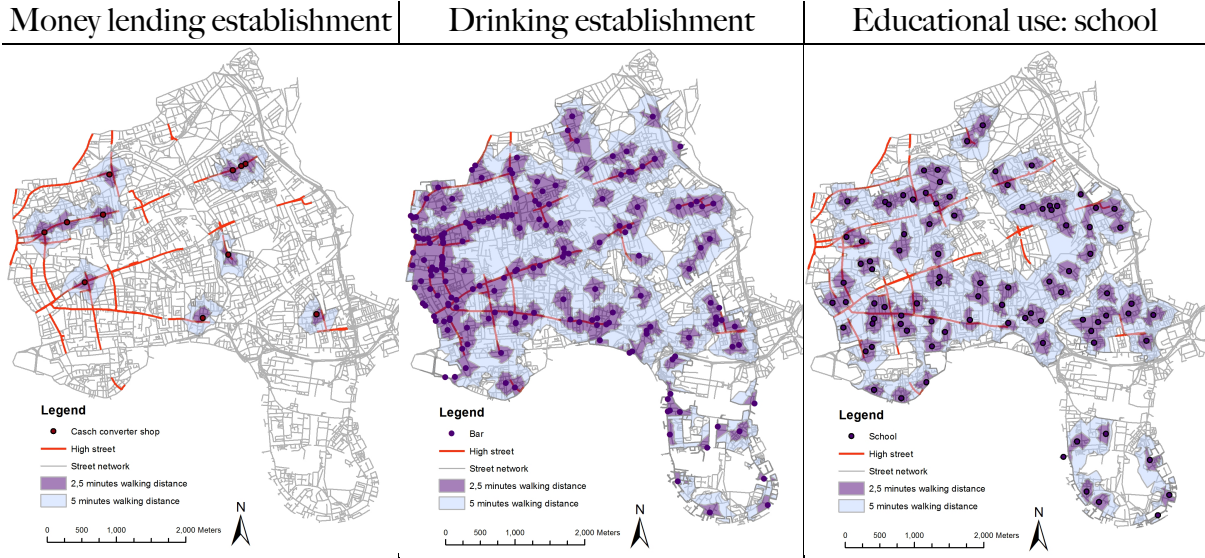 Money lending establishment
Drinking establishment
Educational use: school
Legend
Casch converter shop
High street
Street network
2,5 minutes walking distance
5 minutes walking distance
N
0 500 1,000 2,000 Meters
Legend
Bar
High street
Street network
2,5 minutes walking distance
5 minutes walking distance
N
0 500 1,000 2,000 Meters
Legend
School
High street
Street network
2,5 minutes walking distance
5 minutes walking distance
N
0 500 1,000 2,000 Meters